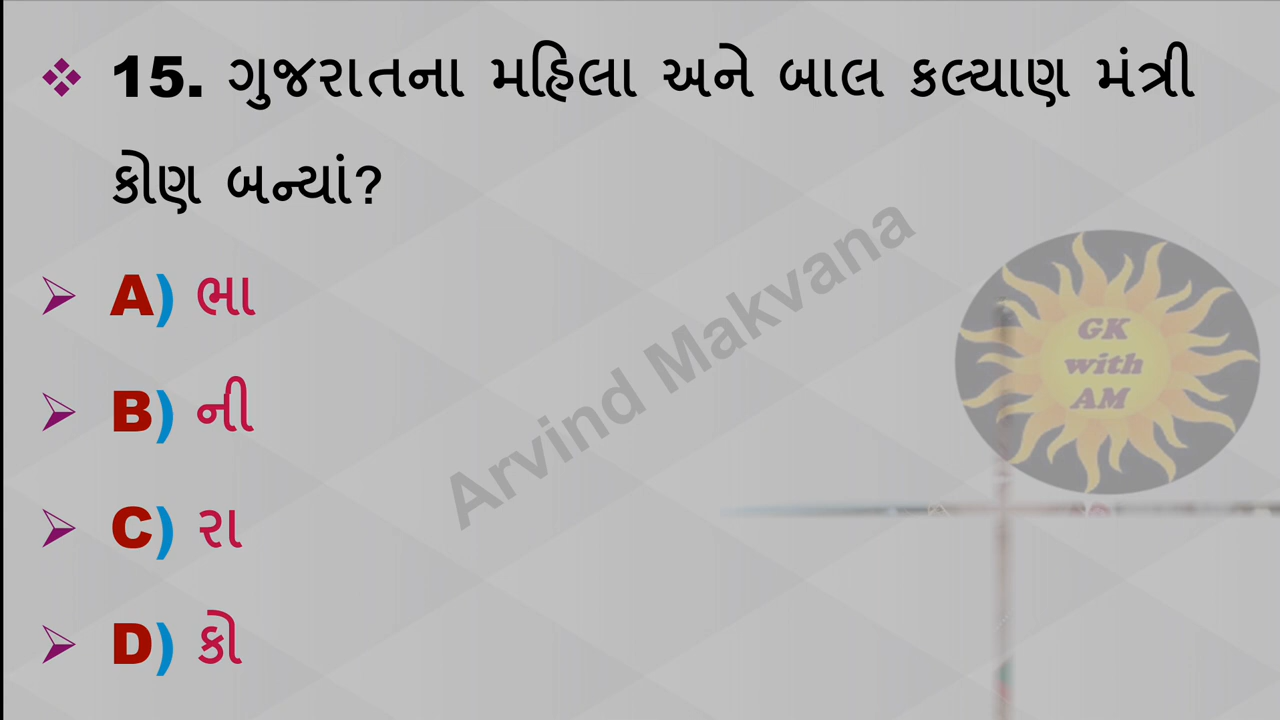 ❖ 15. ગુજરાતના મહિલા અને બાલ કલ્યાણ મંત્રી
કોણ બન્યાં?
➢ A) ભા
➢ B) ની
➢ C) રા
➢ D) કો
Arvind Makvana
GK
with
AM